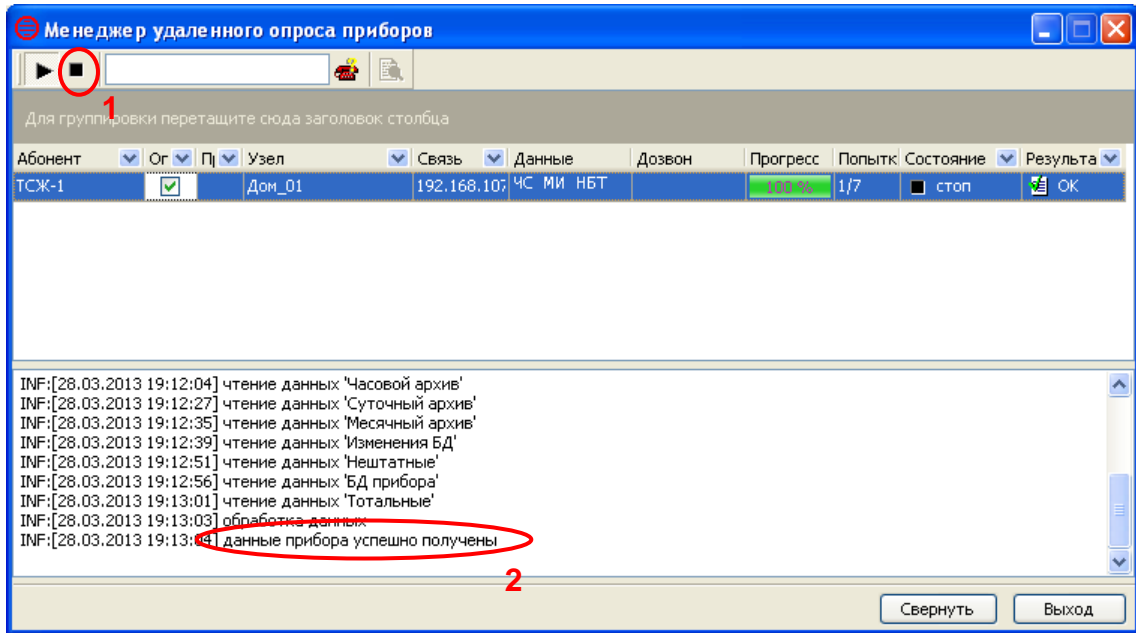 Менеджер удаленного опроса приборов
1
Для группировки перетащите сюда заголовок столбца
Абонент Ог Пј Узел Связь Данные Дозвон Прогресс Попытк Состояние Результа
ТСЖ-1 Дом_01 192.168.107 ЧС МИ НБТ 100 % 1/7 стоп ОК
INF:[28.03.2013 19:12:04] чтение данных 'Часовой архив'
INF:[28.03.2013 19:12:27] чтение данных 'Суточный архив'
INF:[28.03.2013 19:12:35] чтение данных 'Месячный архив'
INF:[28.03.2013 19:12:39] чтение данных 'Изменения БД'
INF:[28.03.2013 19:12:51] чтение данных 'Нештатные'
INF:[28.03.2013 19:12:56] чтение данных 'БД прибора'
INF:[28.03.2013 19:13:01] чтение данных 'Тотальные'
INF:[28.03.2013 19:13:03] обработка данных
INF:[28.03.2013 19:13:04] данные прибора успешно получены
2
Свернуть Выход